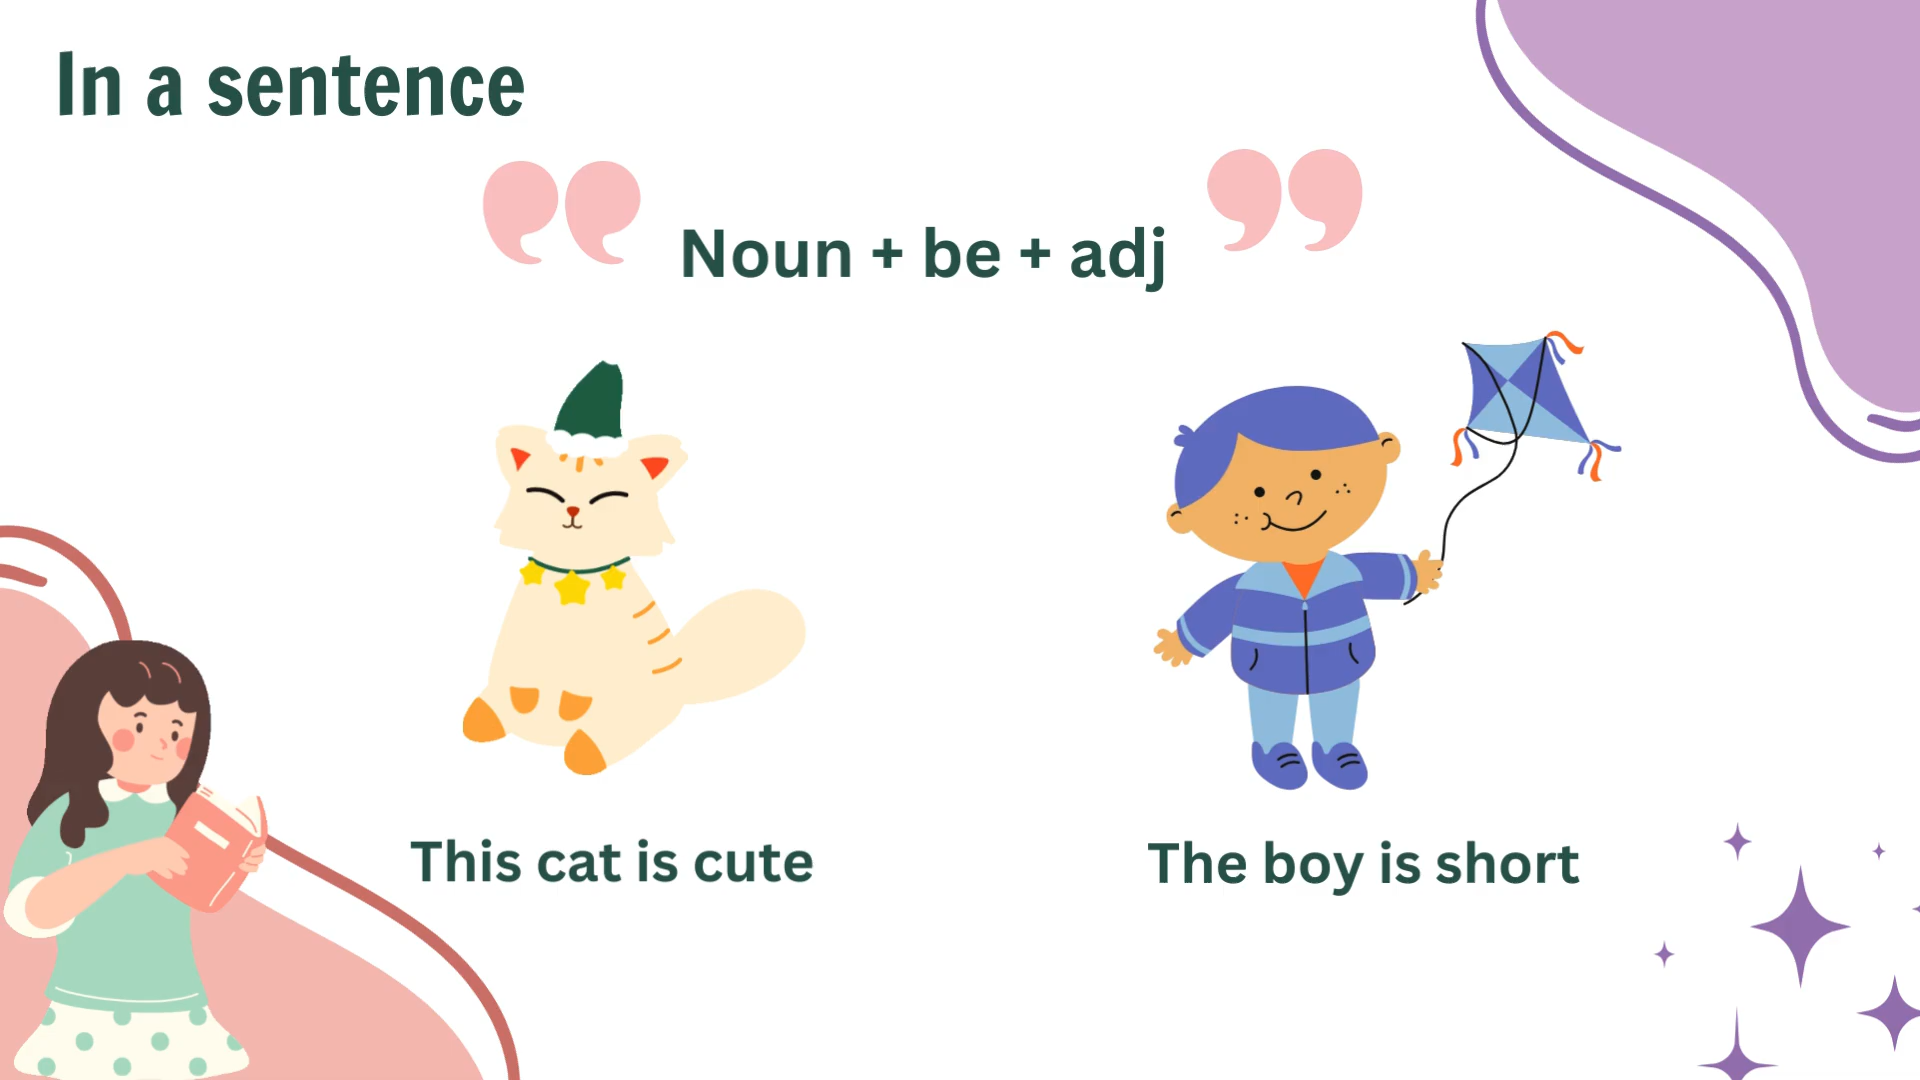 In a sentence
Noun + be + adj
This cat is cute
The boy is short